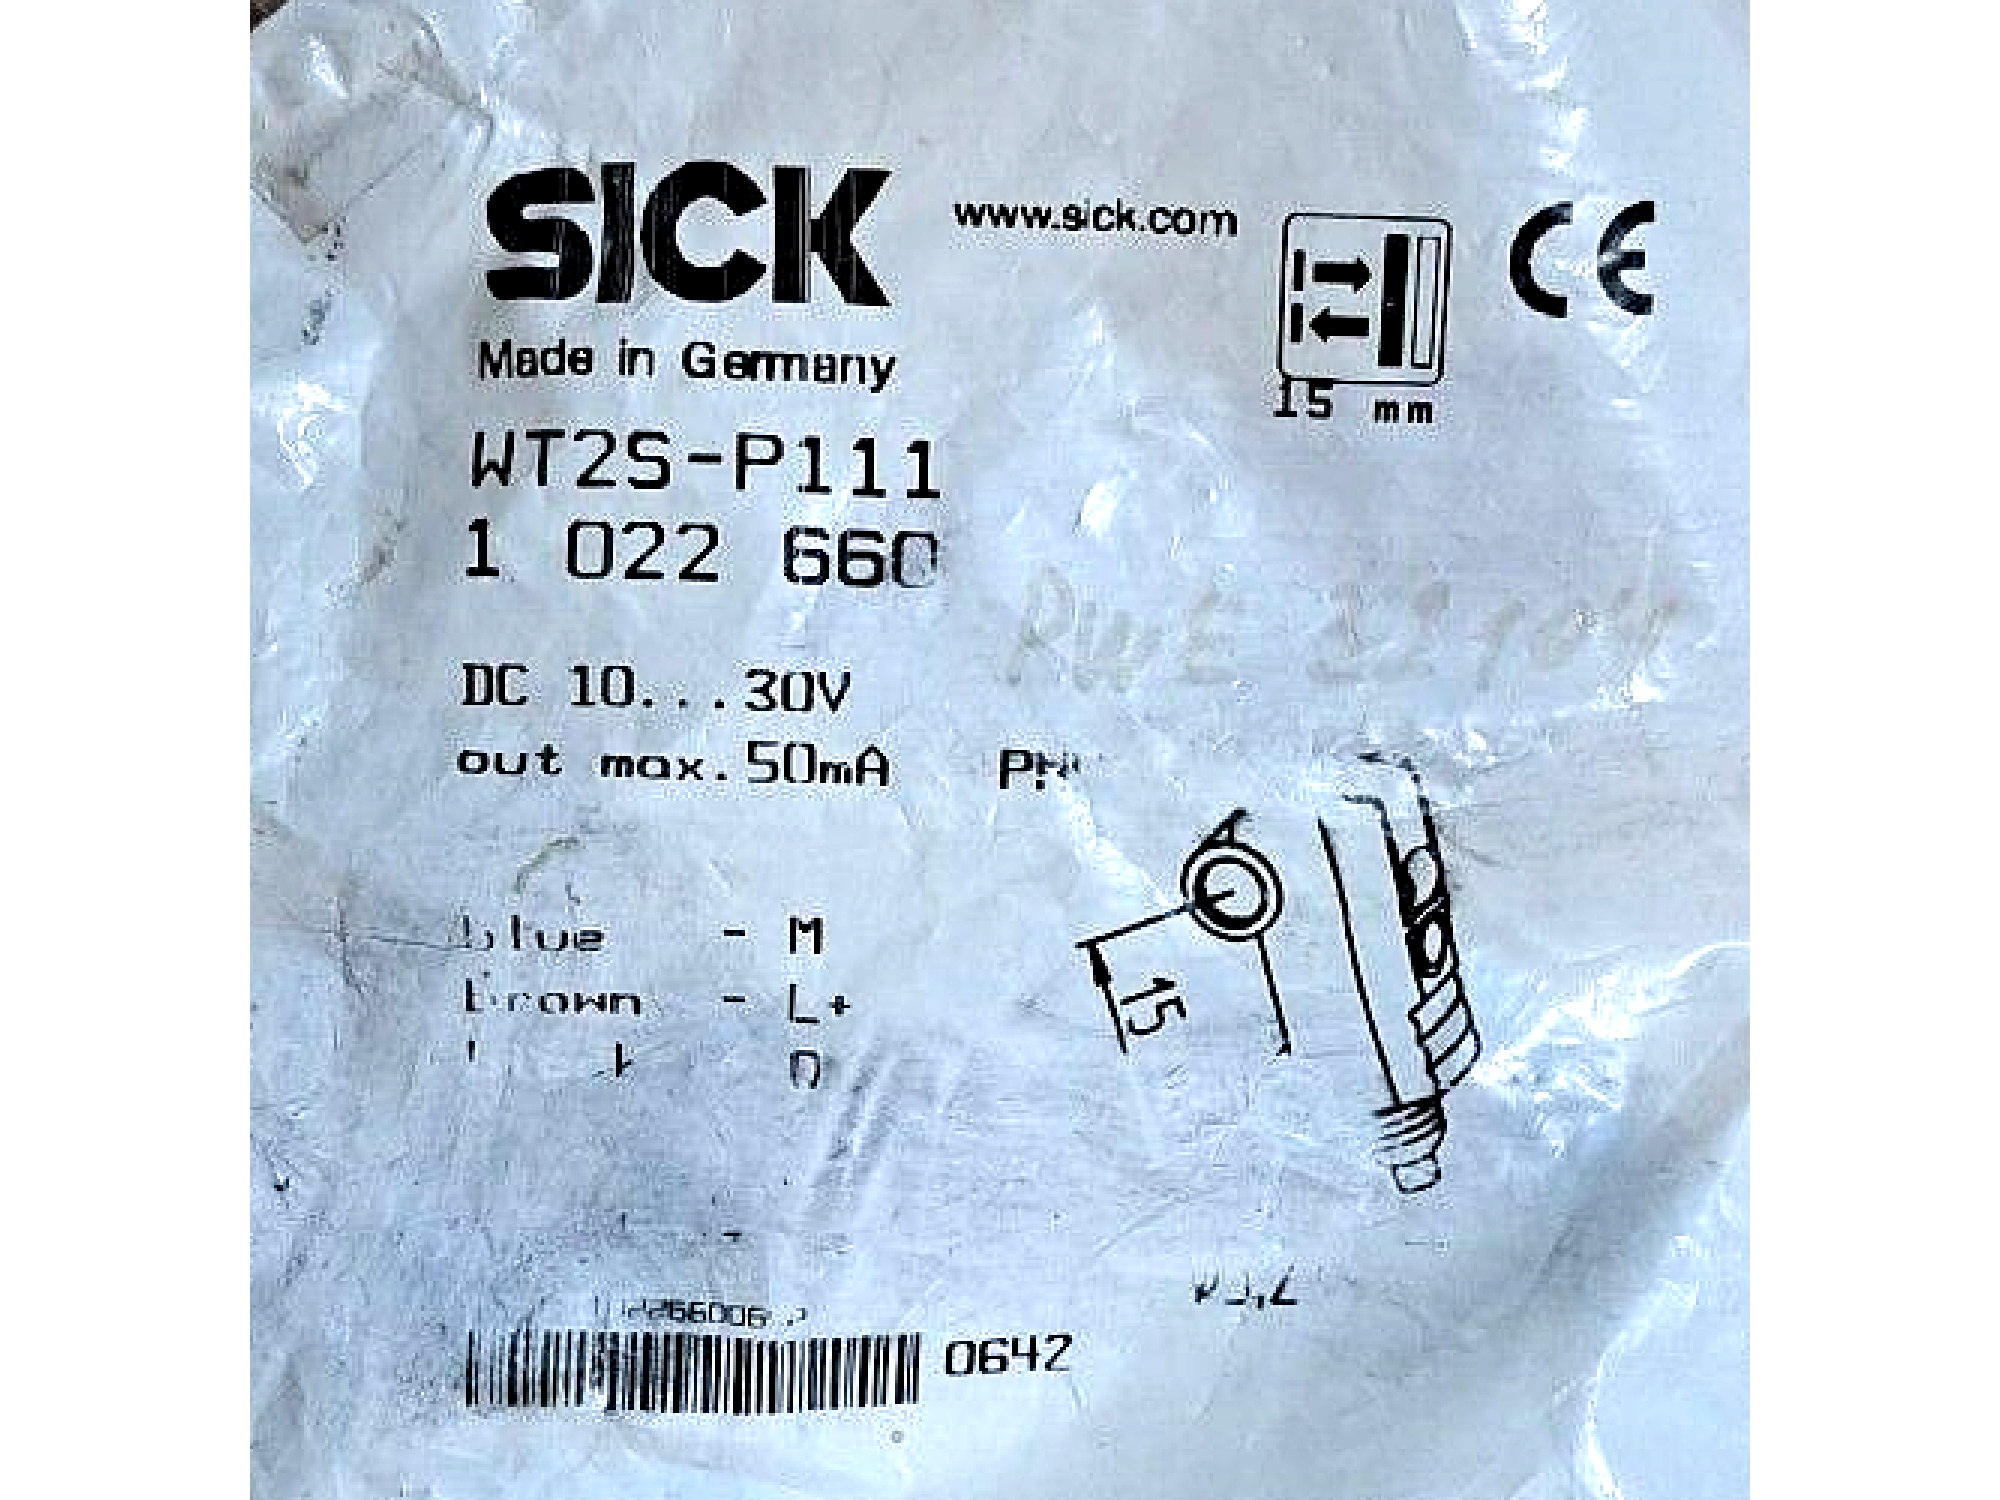 SICK
www.sick.com
CE
Made in Germany
15 mm
WT2S-P111
1 022 660
DC 10...30V
out max. 50mA
blue - M
brown - L+
15
0642